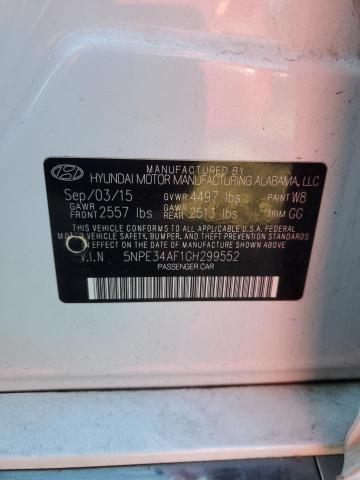 MANUFACTURED BY
HYUNDAI MOTOR MANUFACTURING ALABAMA, LLC
Sep/03/15 GVWR 4497 lbs PAINT W8
GAWR FRONT 2557 lbs GAWR REAR 2513 lbs TRIM GG
THIS VEHICLE CONFORMS TO ALL APPLICABLE U.S.A. FEDERAL
MOTOR VEHICLE SAFETY, BUMPER, AND THEFT PREVENTION
STANDARDS IN EFFECT ON THE DATE OF MANUFACTURE SHOWN
ABOVE.
V.I.N 5NPE34AF1CH299552
PASSENGER CAR